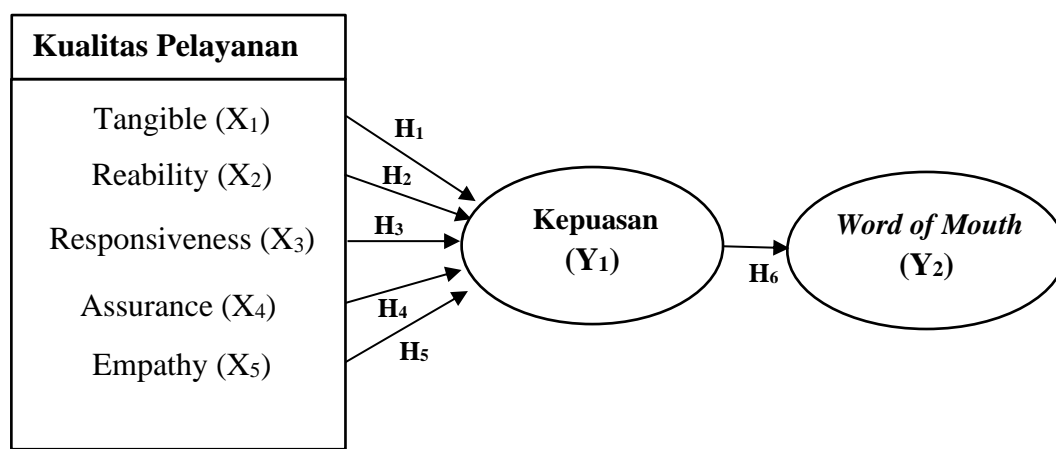 Kualitas Pelayanan
Tangible (X₁)
Reability (X₂)
Responsiveness (X₃)
Assurance (X₄)
Empathy (X₅)
H₁
H₂
H₃
H₄
H₅
Kepuasan
(Y₁)
H₆
Word of Mouth
(Y₂)